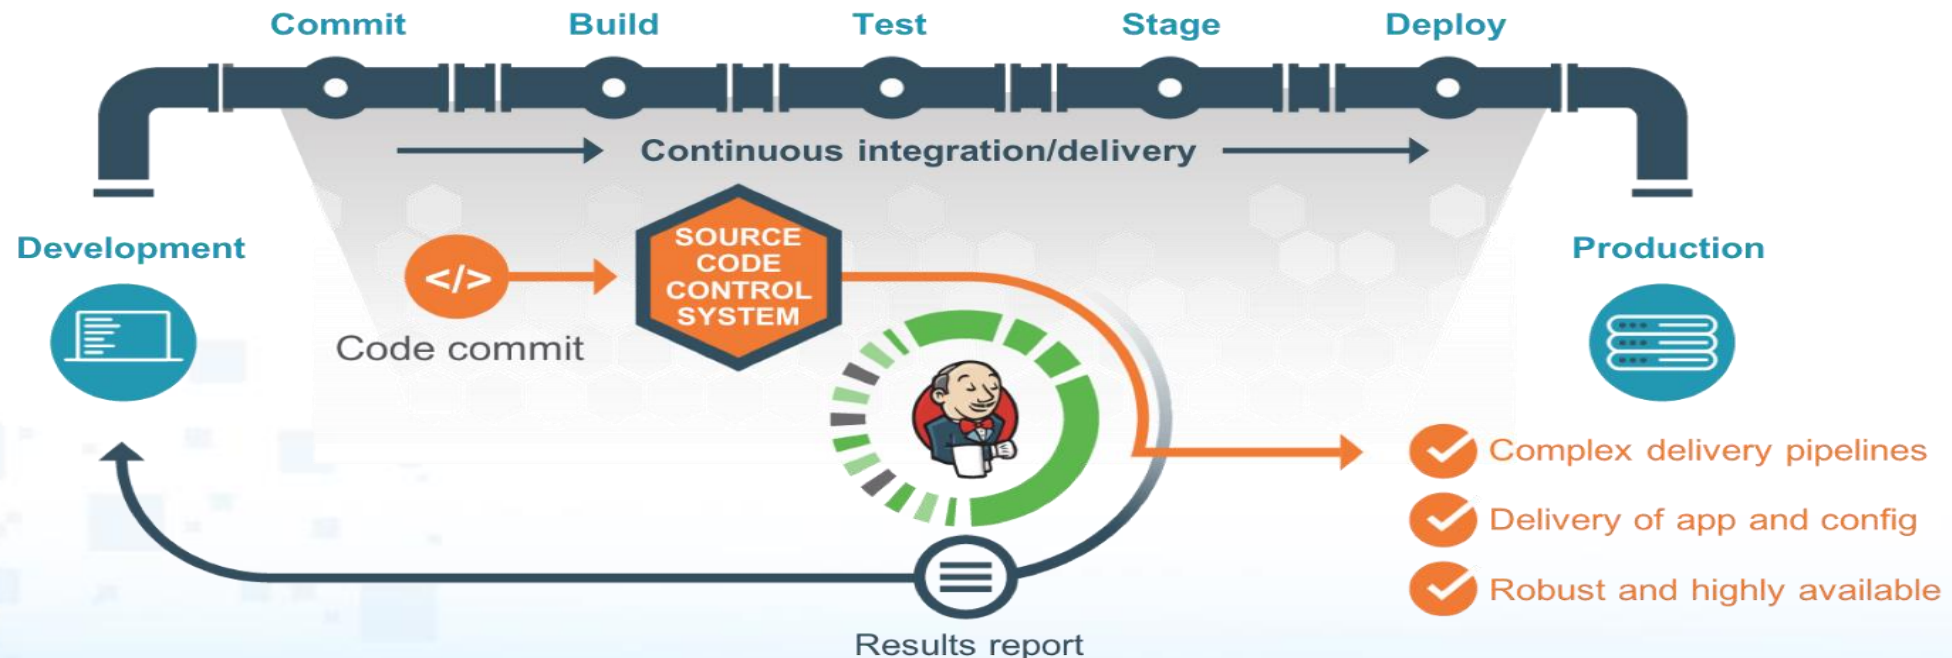 Commit
Build
Test
Stage
Deploy
Continuous integration/delivery
Development
Production
</>
Code commit
SOURCE
CODE
CONTROL
SYSTEM
Complex delivery pipelines
Delivery of app and config
Robust and highly available
Results report